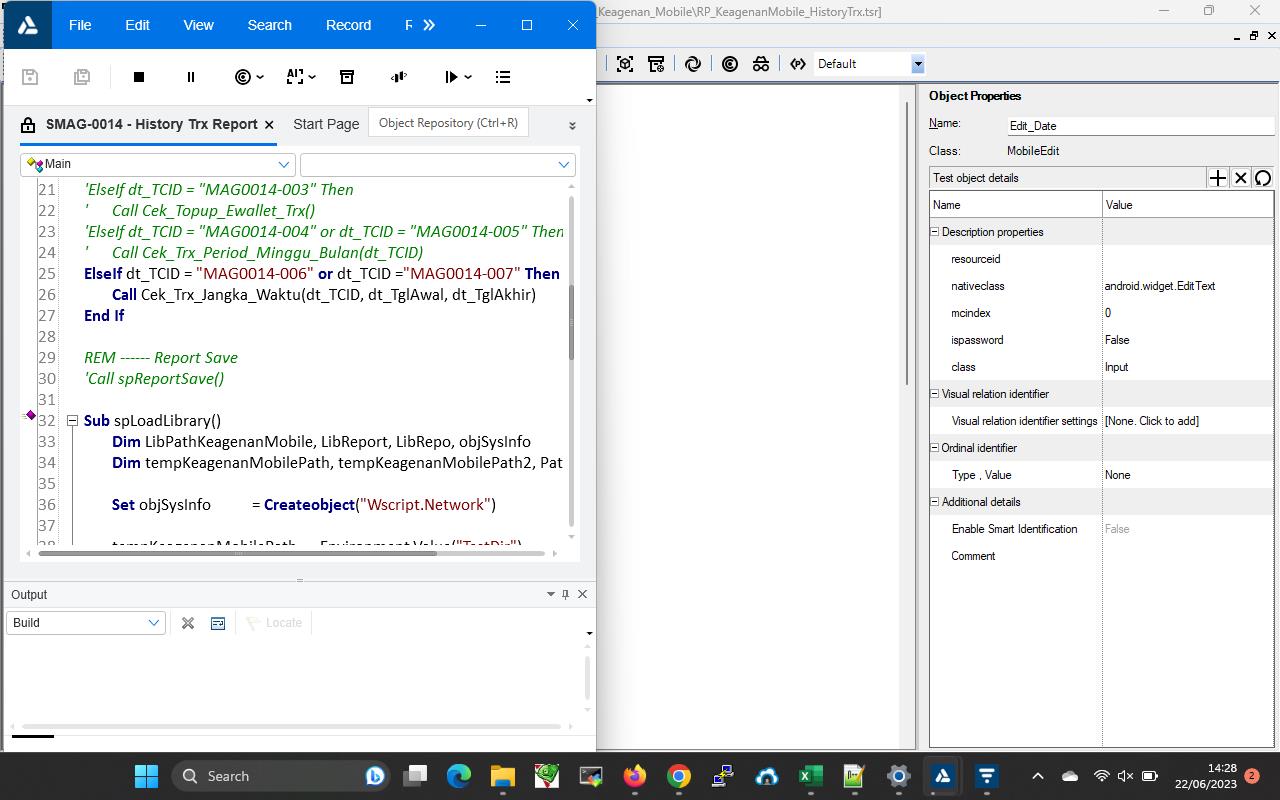 _Keagenan_Mobile\RP_KeagenanMobile_HistoryTrx.tsr]
File Edit View Search Record R
Default
SMAG-0014 - History Trx Report × Start Page
Object Repository (Ctrl+R)
Main
21 'ElseIf dt_TCID = "MAG0014-003" Then
22 ' Call Cek_Topup_Ewallet_Trx()
23 'ElseIf dt_TCID = "MAG0014-004" or dt_TCID = "MAG0014-005" Then
24 ' Call Cek_Trx_Period_Minggu_Bulan(dt_TCID)
25 ElseIf dt_TCID = "MAG0014-006" or dt_TCID ="MAG0014-007" Then
26 Call Cek_Trx_Jangka_Waktu(dt_TCID, dt_TglAwal, dt_TglAkhir)
27 End If
28
29 REM ------ Report Save
30 'Call spReportSave()
31
32 Sub spLoadLibrary()
33 Dim LibPathKeagenanMobile, LibReport, LibRepo, objSysInfo
34 Dim tempKeagenanMobilePath, tempKeagenanMobilePath2, Pat
35
36 Set objSysInfo = Createobject("Wscript.Network")
37
38 tempKeagenanMobilePath Environment.Value("TestDir")
Output
Build
Locate
Object Properties
Name: Edit_Date
Class: MobileEdit
Test object details
Name Value
Description properties
resourceid
nativeclass android.widget.EditText
mcindex 0
ispassword False
class Input
Visual relation identifier
Visual relation identifier settings [None. Click to add]
Ordinal identifier
Type , Value None
Additional details
Enable Smart Identification False
Comment
Search
14:28
22/06/2023
2